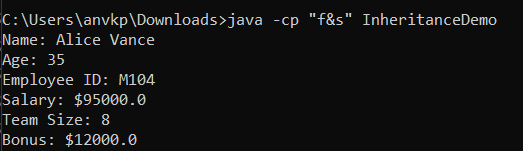 C:\Users\anvkp\Downloads>java -cp "f&s" InheritanceDemo
Name: Alice Vance
Age: 35
Employee ID: M104
Salary: $95000.0
Team Size: 8
Bonus: $12000.0